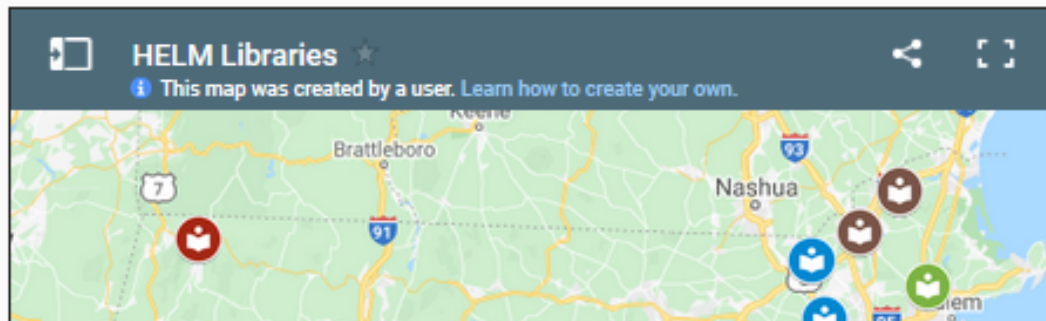 HELM Libraries
This map was created by a user. Learn how to create your own.
Keene
Brattleboro
93
7
Nashua
91
95